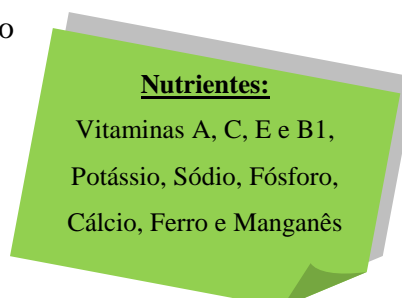 o
Nutrientes:
Vitaminas A, C, E e B1,
Potássio, Sódio, Fósforo,
Cálcio, Ferro e Manganês